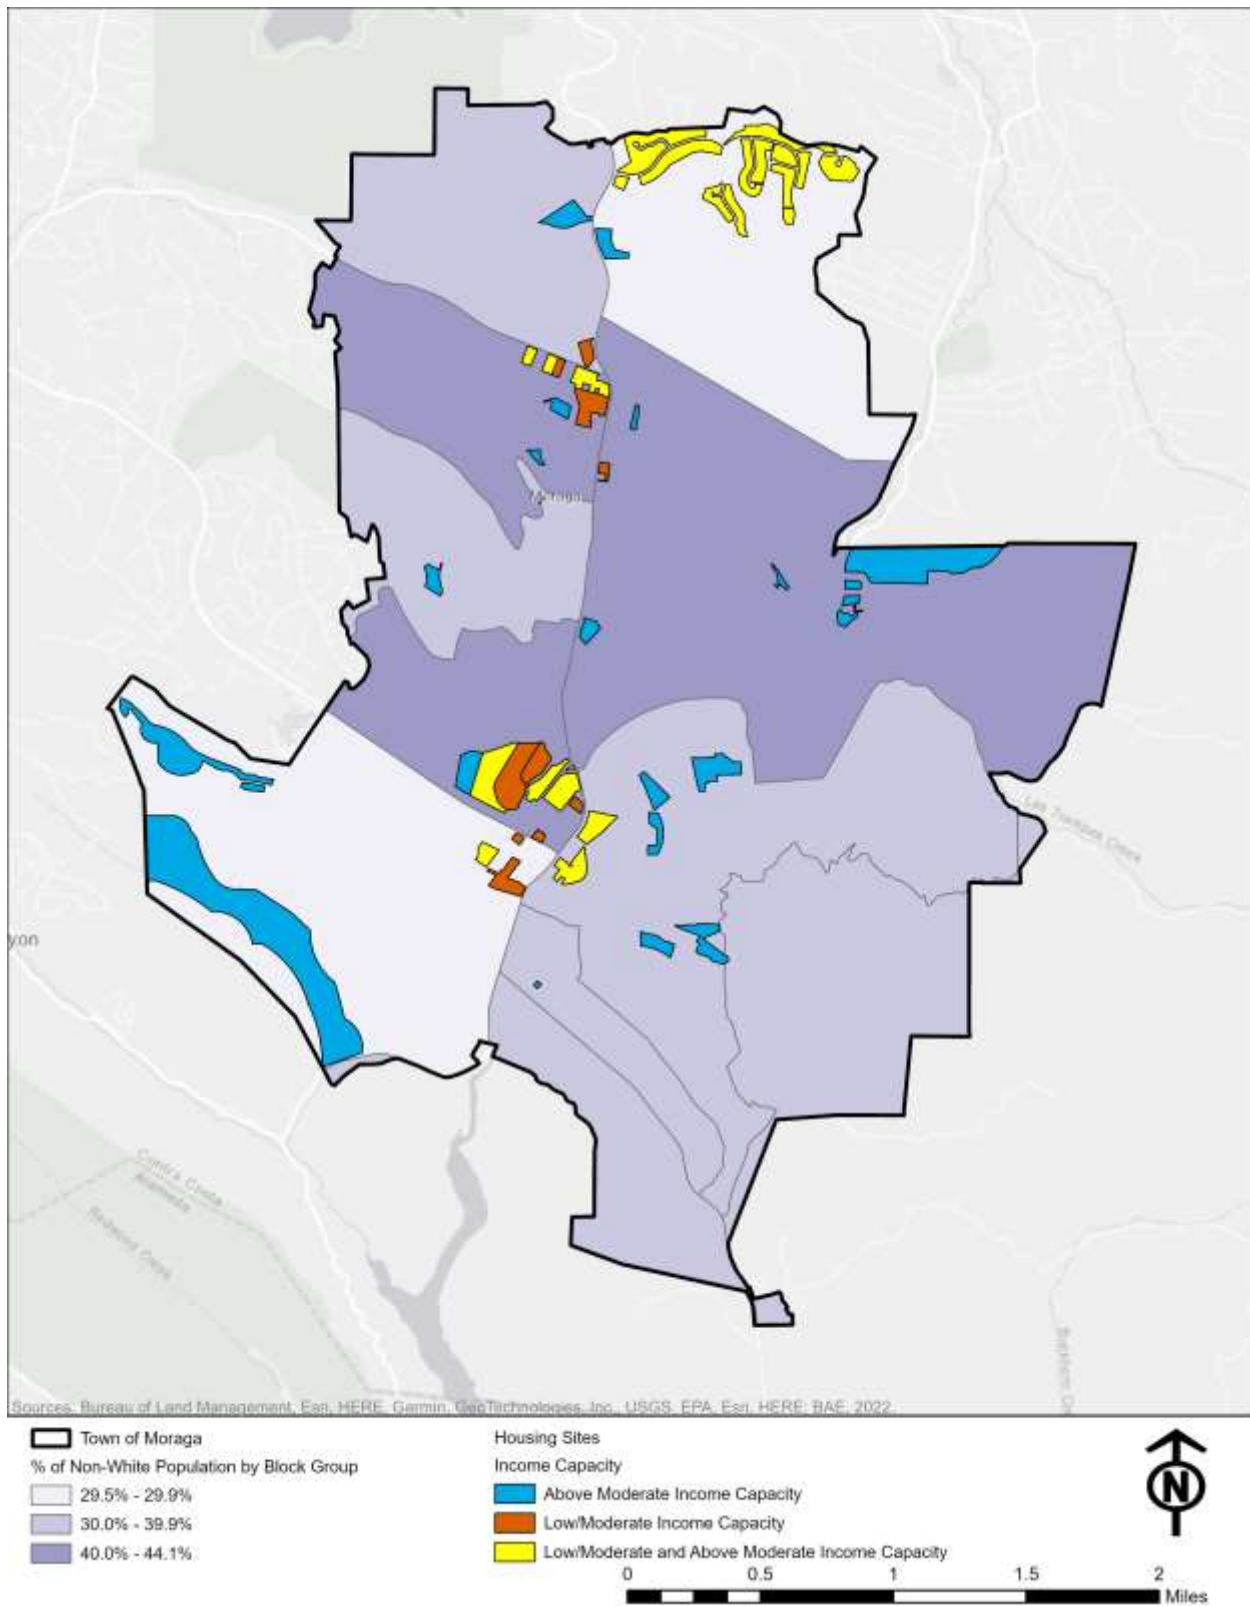 Moraga
Las Trampas Creek
yon
Contra Costa
Alameda
Redwood Creek
Sources: Bureau of Land Management, Esri, HERE, Garmin, GeoTechnologies, Inc., USGS, EPA, Esri, HERE; BAE, 2022.
Town of Moraga
% of Non-White Population by Block Group
29.5% - 29.9%
30.0% - 39.9%
40.0% - 44.1%
Housing Sites
Income Capacity
Above Moderate Income Capacity
Low/Moderate Income Capacity
Low/Moderate and Above Moderate Income Capacity
N
0 0.5 1 1.5 2
Miles